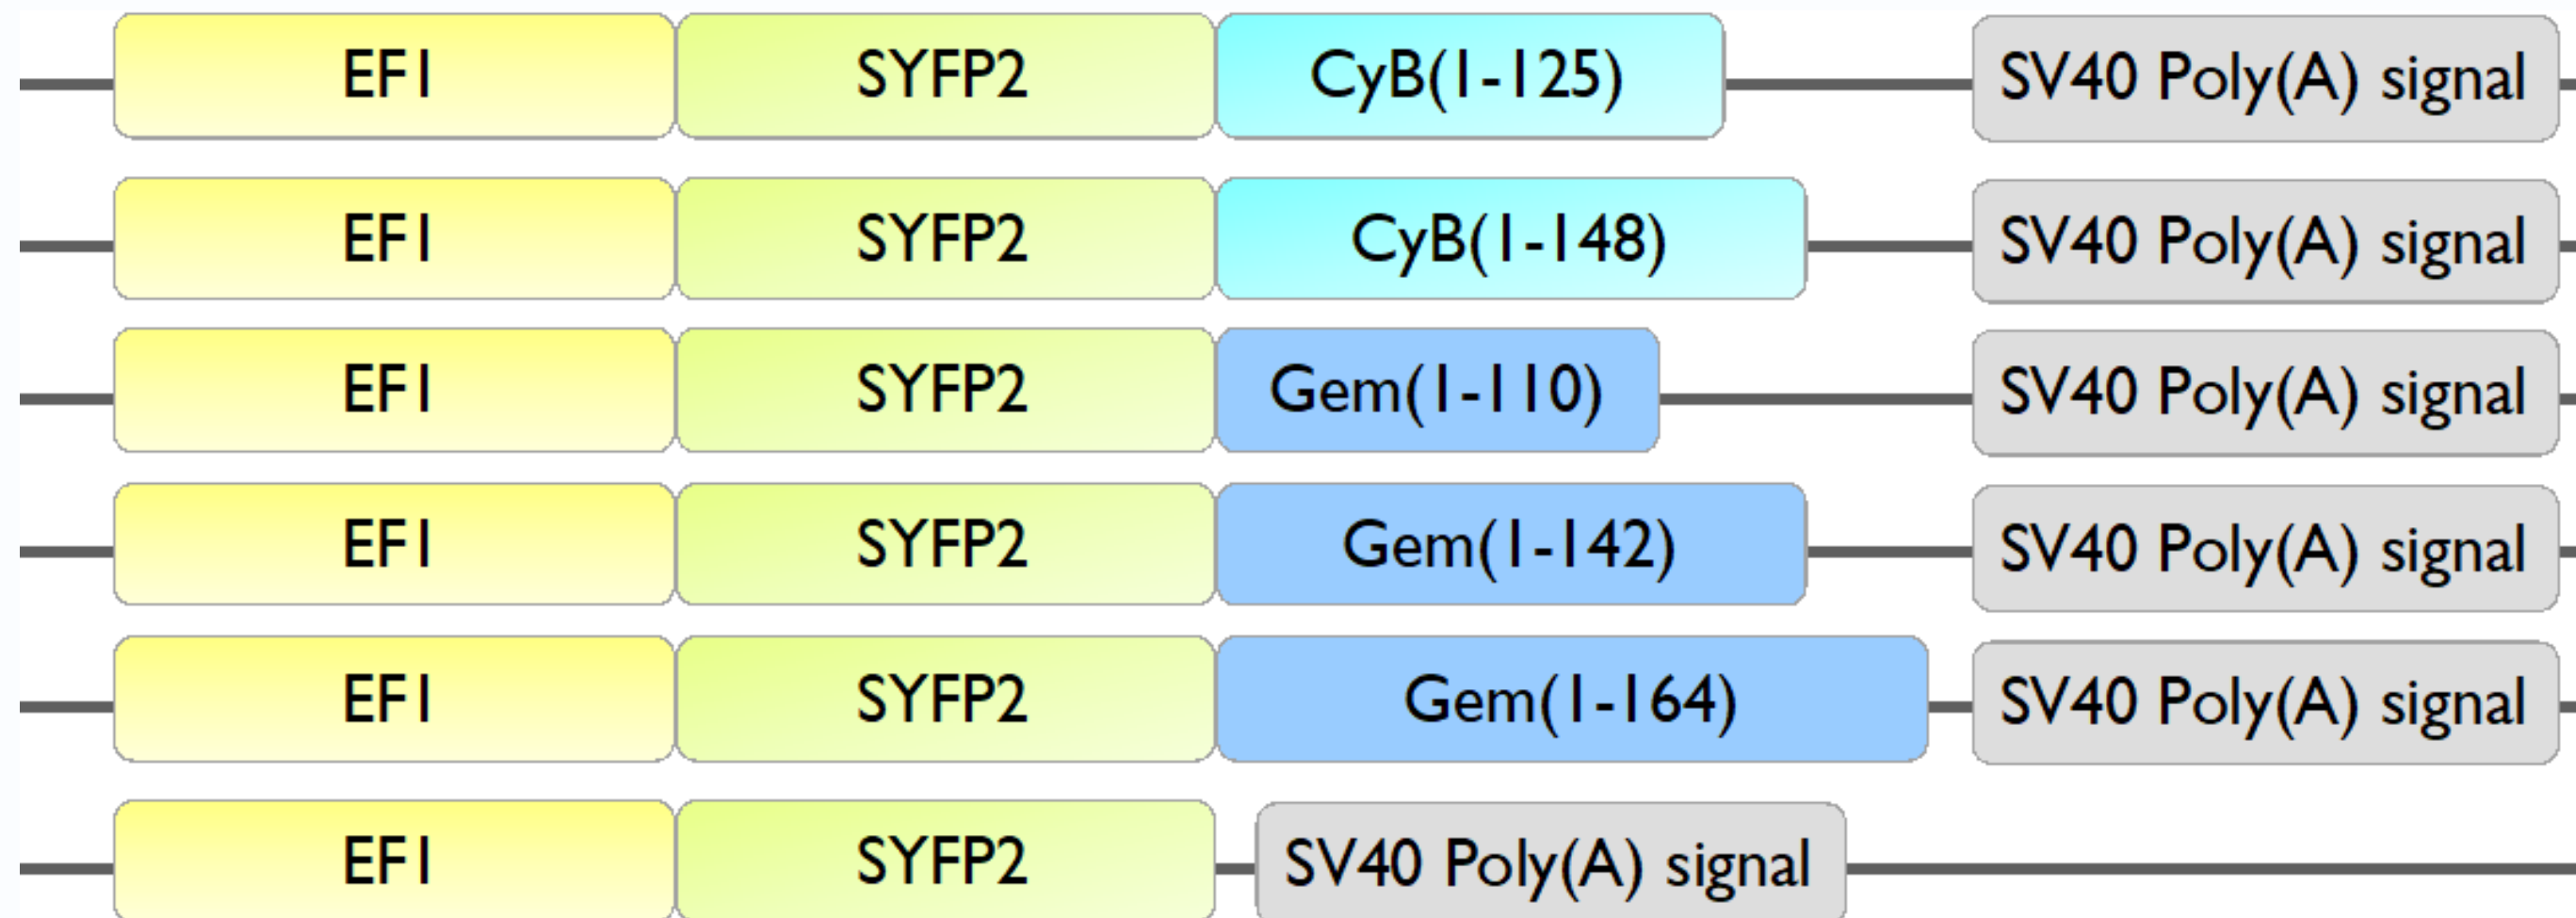 EF1 SYFP2 CyB(1-125) SV40 Poly(A) signal
EF1 SYFP2 CyB(1-148) SV40 Poly(A) signal
EF1 SYFP2 Gem(1-110) SV40 Poly(A) signal
EF1 SYFP2 Gem(1-142) SV40 Poly(A) signal
EF1 SYFP2 Gem(1-164) SV40 Poly(A) signal
EF1 SYFP2 SV40 Poly(A) signal